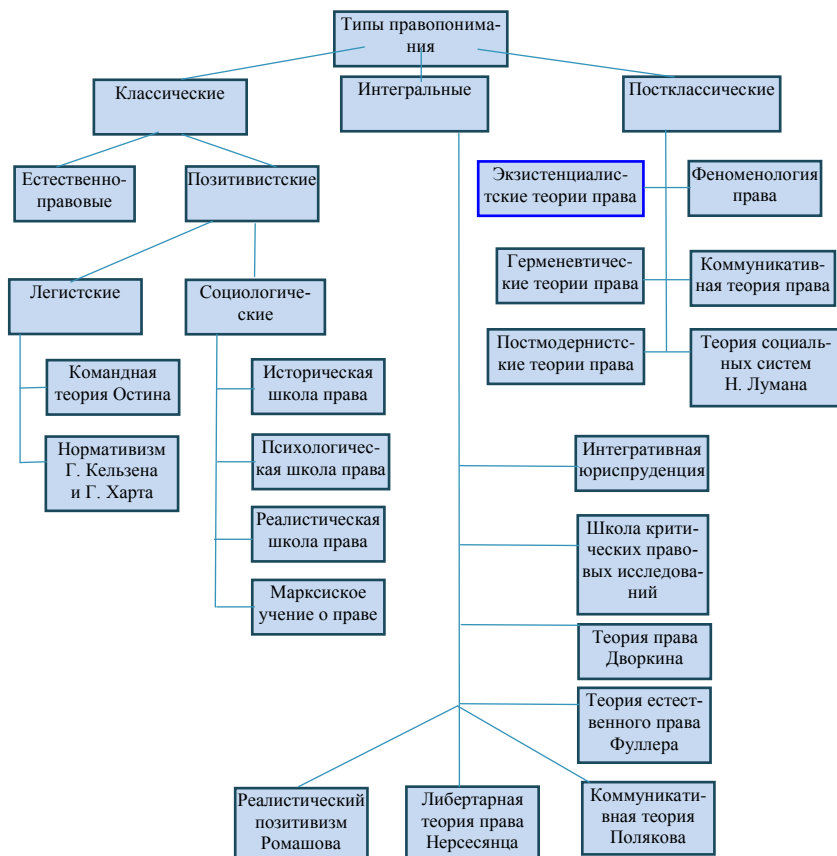 Типы правопонима-
ния
Классические
Интегральные
Постклассические
Естественно-
правовые
Позитивистские
Экзистенциалис-
тские теории права
Феноменология
права
Легистские
Социологиче-
ские
Герменевтичес-
кие теории права
Коммуникатив-
ная теория права
Постмодернистс-
кие теории права
Теория социаль-
ных систем
Н. Лумана
Командная
теория Остина
Историческая
школа права
Нормативизм
Г. Кельзена
и Г. Харта
Психологичес-
кая школа права
Реалистическая
школа права
Марксиское
учение о праве
Интегративная
юриспруденция
Школа крити-
ческих право-
вых исследова-
ний
Теория права
Дворкина
Теория естест-
венного права
Фуллера
Реалистический
позитивизм
Ромашова
Либертарная
теория права
Нерсесянца
Коммуникати-
вная теория
Полякова